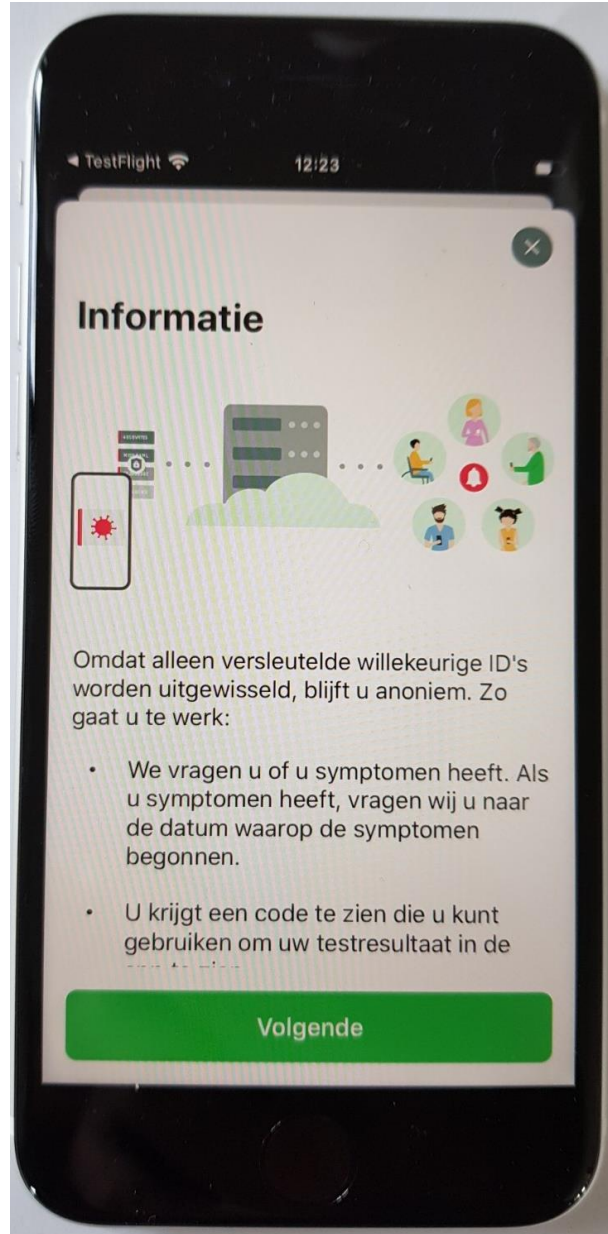 TestFlight
12:23
Informatie
Omdat alleen versleutelde willekeurige ID's
worden uitgewisseld, blijft u anoniem. Zo
gaat u te werk:
• We vragen u of u symptomen heeft. Als
u symptomen heeft, vragen wij u naar
de datum waarop de symptomen
begonnen.
• U krijgt een code te zien die u kunt
gebruiken om uw testresultaat in de
Volgende